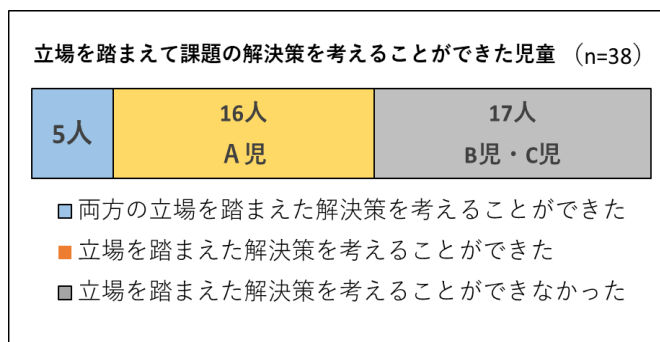 立場を踏まえて課題の解決策を考えることができた児童 (n=38)
5人
16人
A児
17人
B児・C児
両方の立場を踏まえた解決策を考えることができた
立場を踏まえた解決策を考えることができた
立場を踏まえた解決策を考えることができなかった